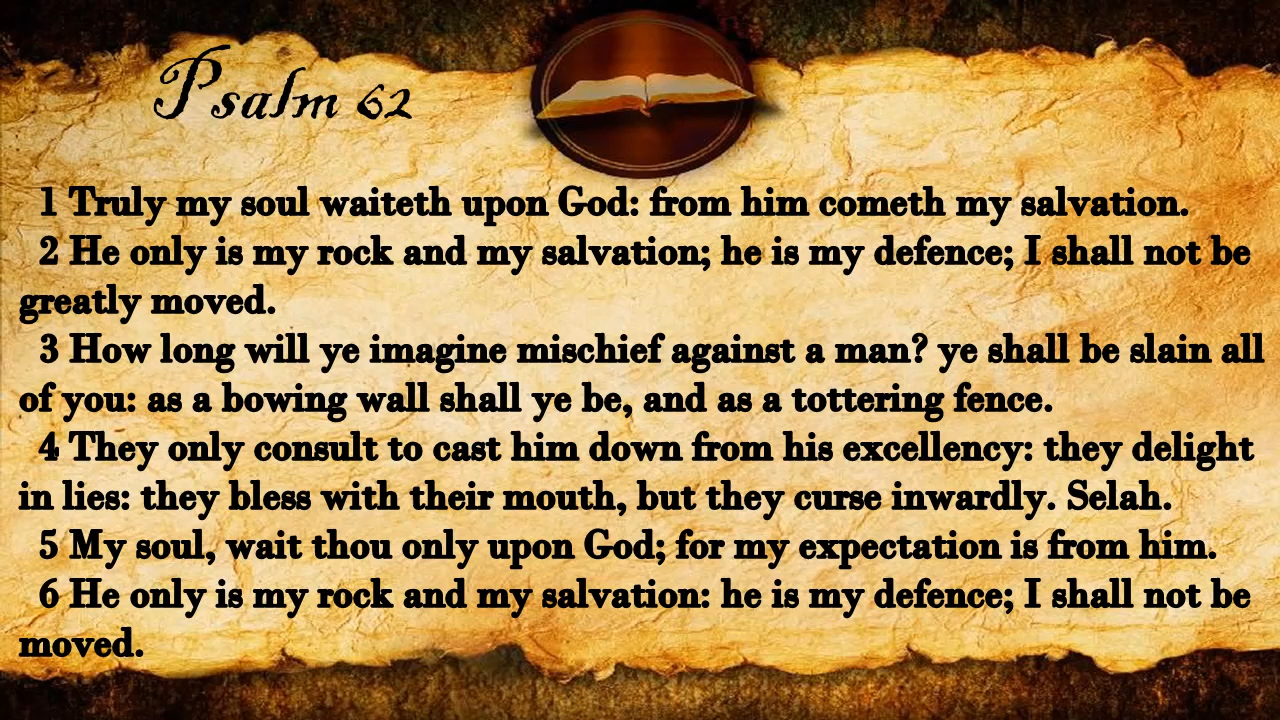 Psalm 62
1 Truly my soul waiteth upon God: from him cometh my salvation.
2 He only is my rock and my salvation; he is my defence; I shall not be
greatly moved.
3 How long will ye imagine mischief against a man? ye shall be slain all
of you: as a bowing wall shall ye be, and as a tottering fence.
4 They only consult to cast him down from his excellency: they delight
in lies: they bless with their mouth, but they curse inwardly. Selah.
5 My soul, wait thou only upon God; for my expectation is from him.
6 He only is my rock and my salvation: he is my defence; I shall not be
moved.